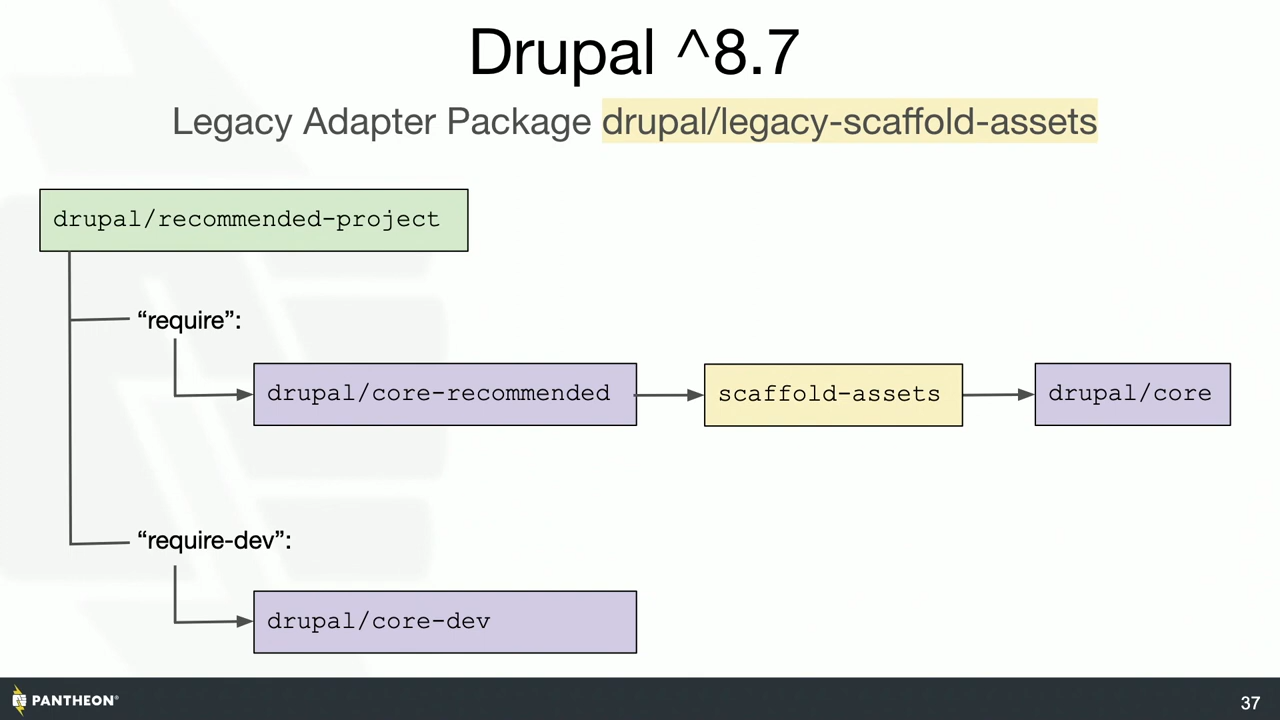 Drupal ^8.7
Legacy Adapter Package drupal/legacy-scaffold-assets
drupal/recommended-project
“require”:
drupal/core-recommended
scaffold-assets
drupal/core
“require-dev”:
drupal/core-dev
PANTHEON®
37